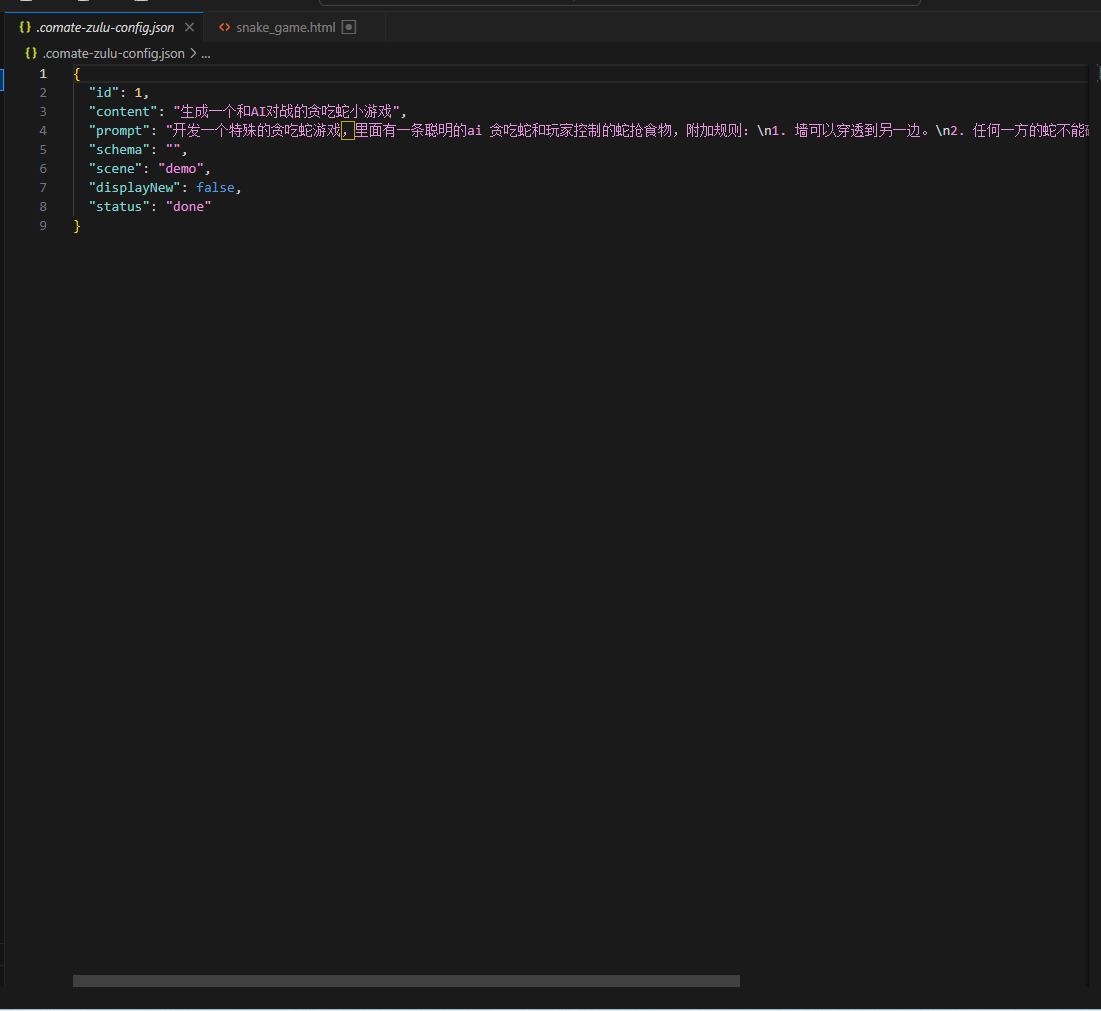 {} .comate-zulu-config.json × <> snake_game.html
{} .comate-zulu-config.json > ...
1 {
2 "id": 1,
3 "content": "生成一个和AI对战的贪吃蛇小游戏",
4 "prompt": "开发一个特殊的贪吃蛇游戏，里面有一条聪明的ai 贪吃蛇和玩家控制的蛇抢食物，附加规则：\n1. 墙可以穿透到另一边。\n2. 任何一方的蛇不能
5 "schema": "",
6 "scene": "demo",
7 "displayNew": false,
8 "status": "done"
9 }